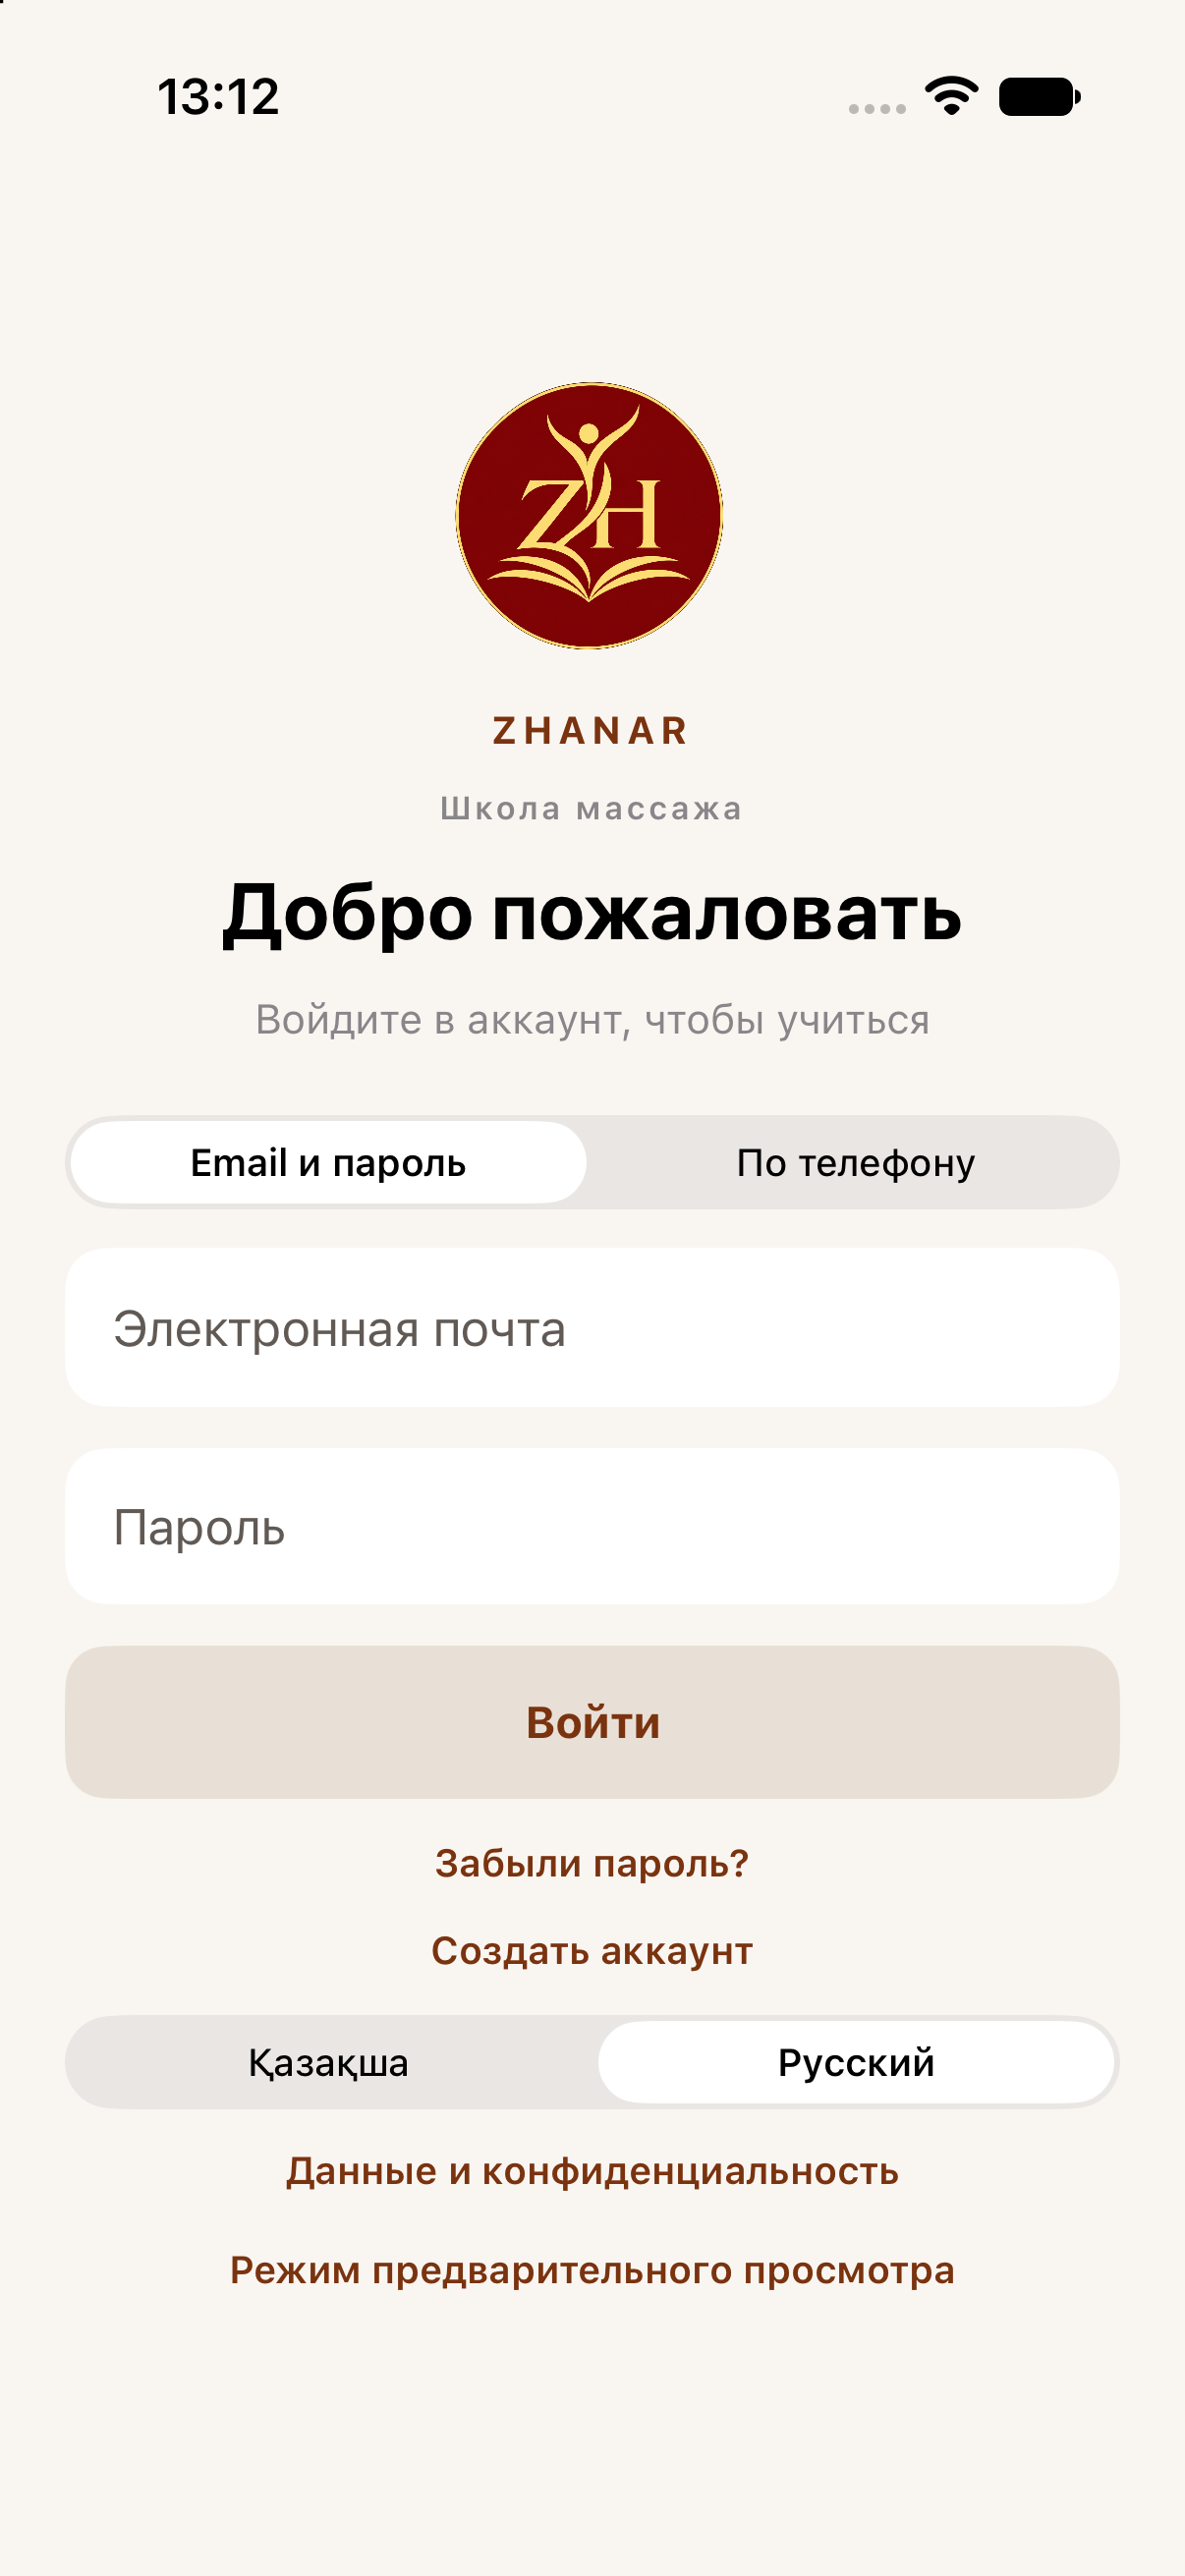 13:12
ZH
ZHANAR
Школа массажа
Добро пожаловать
Войдите в аккаунт, чтобы учиться
Email и пароль
По телефону
Электронная почта
Пароль
Войти
Забыли пароль?
Создать аккаунт
Қазақша
Русский
Данные и конфиденциальность
Режим предварительного просмотра